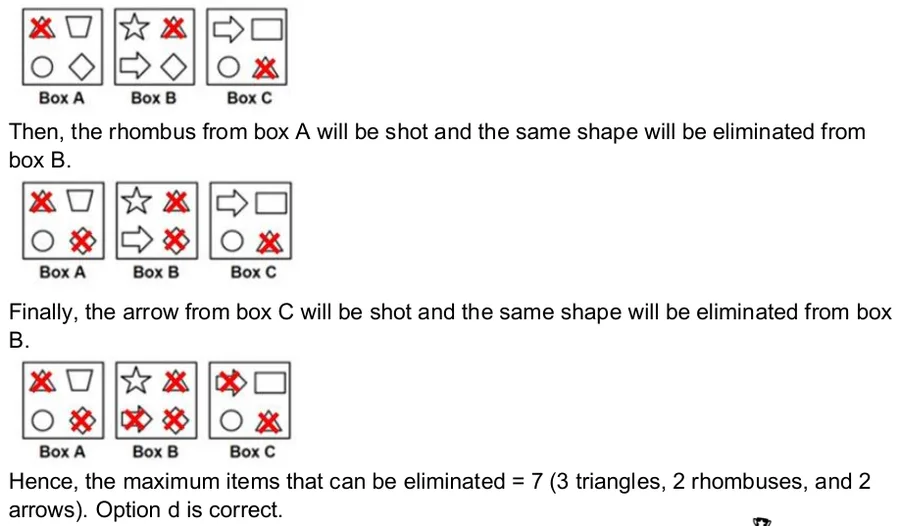 Box A Box B Box C
Then, the rhombus from box A will be shot and the same shape will be eliminated from
box B.
Box A Box B Box C
Finally, the arrow from box C will be shot and the same shape will be eliminated from box
B.
Box A Box B Box C
Hence, the maximum items that can be eliminated = 7 (3 triangles, 2 rhombuses, and 2
arrows). Option d is correct.